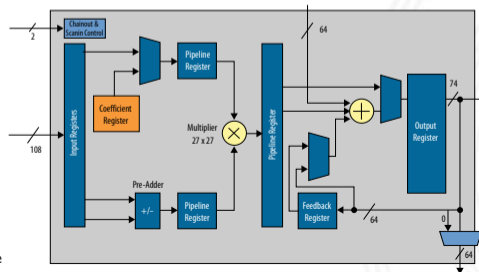 Chainout &
Scanin Control
2
64
Input Registers
Pipeline
Register
Coefficient
Register
108
Multiplier
27 x 27
Pipeline Register
74
Output
Register
Pre-Adder
+/-
Pipeline
Register
Feedback
Register
64
0
64
e